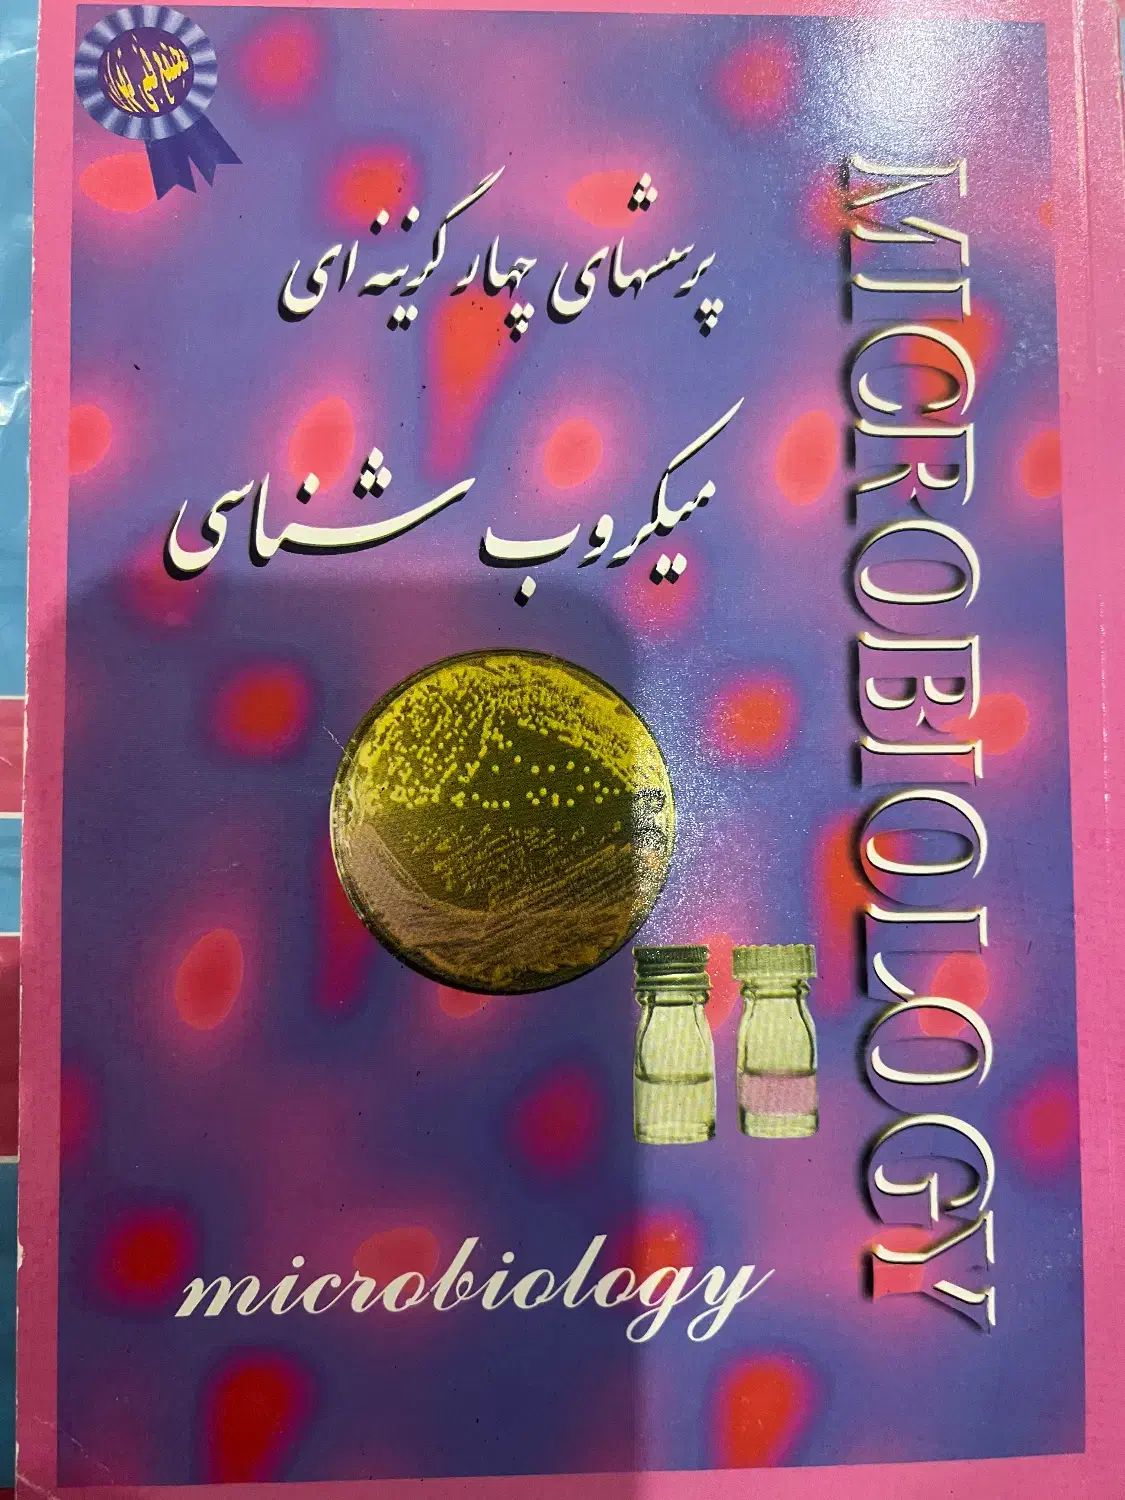 پرسشهای چهار گزینه ای
میکروب شناسی
MICROBIOLOGY
microbiology